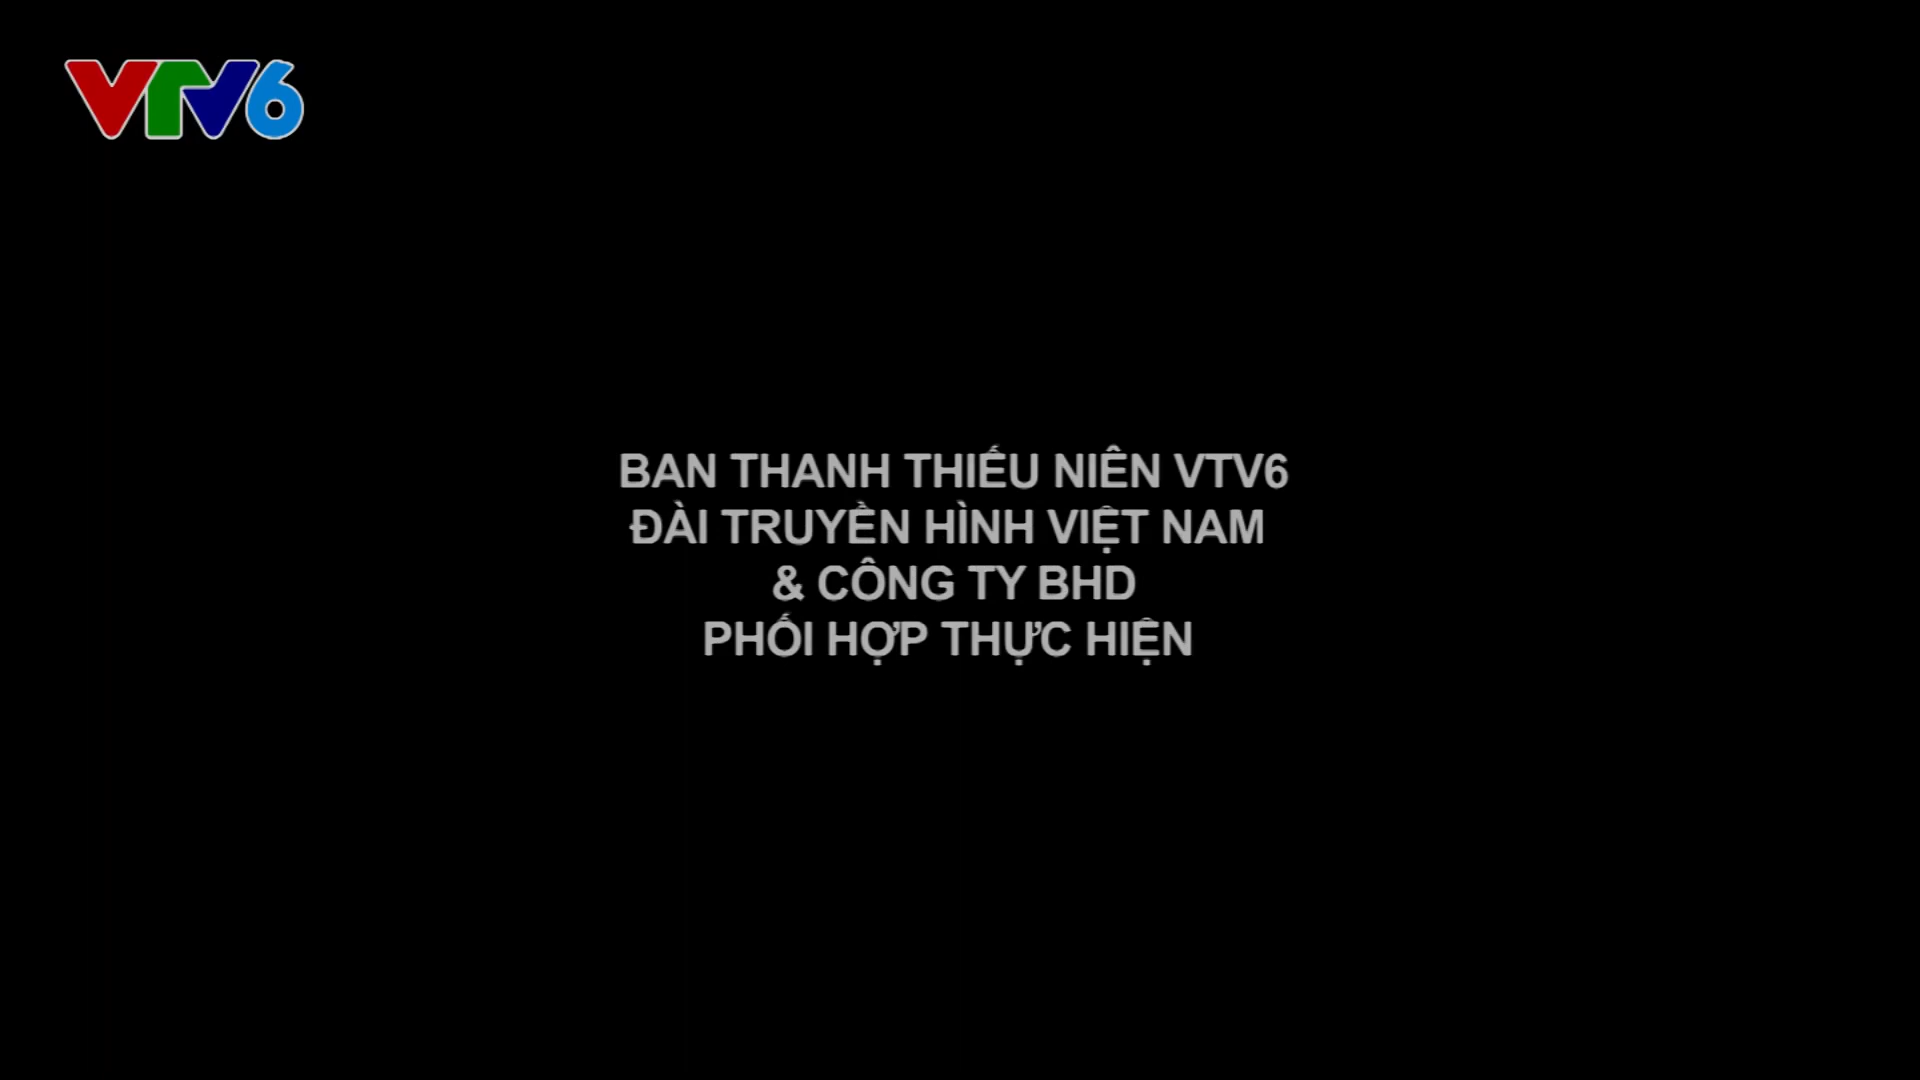 VTV6
BAN THANH THIẾU NIÊN VTV6
ĐÀI TRUYỀN HÌNH VIỆT NAM
& CÔNG TY BHD
PHỐI HỢP THỰC HIỆN